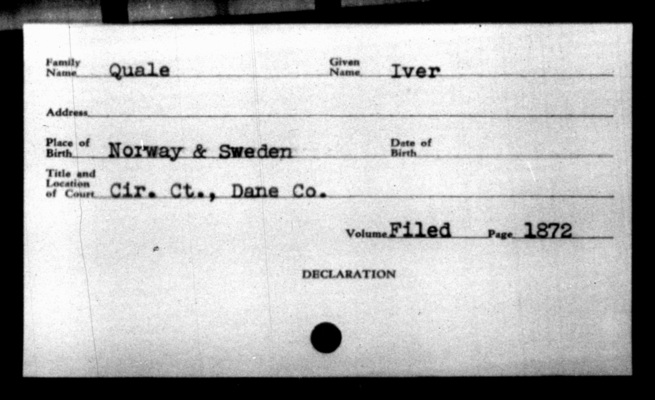 Family Name Quale Given Name Iver
Address
Place of Birth Norway & Sweden Date of Birth
Title and Location of Court Cir. Ct., Dane Co.
Volume Filed Page 1872
DECLARATION